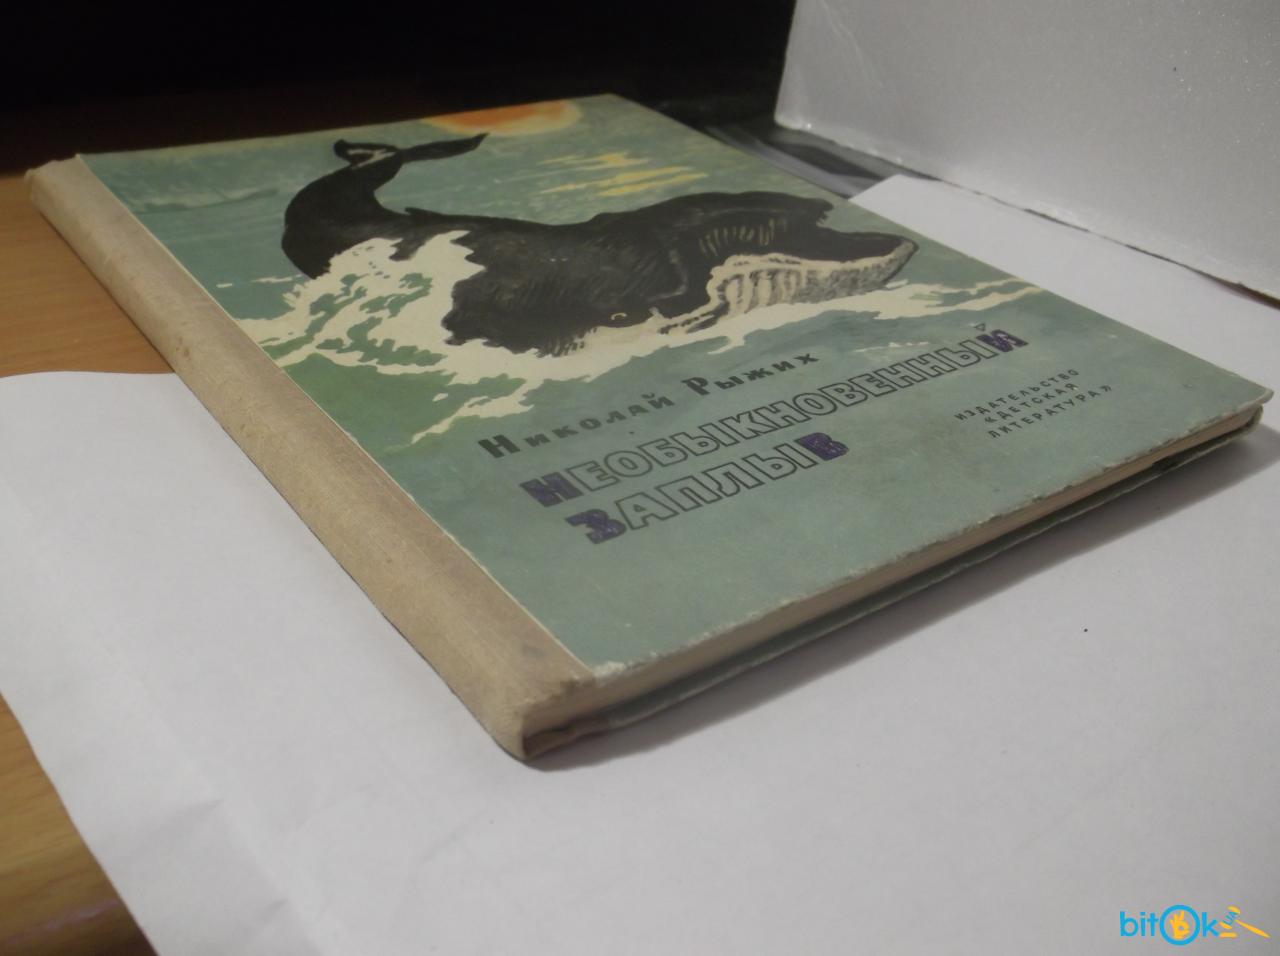 Николай Рыжих
НЕОБЫКНОВЕННЫЙ
ЗАПЛЫВ
ИЗДАТЕЛЬСТВО
«ДЕТСКАЯ
ЛИТЕРАТУРА»
bitOk